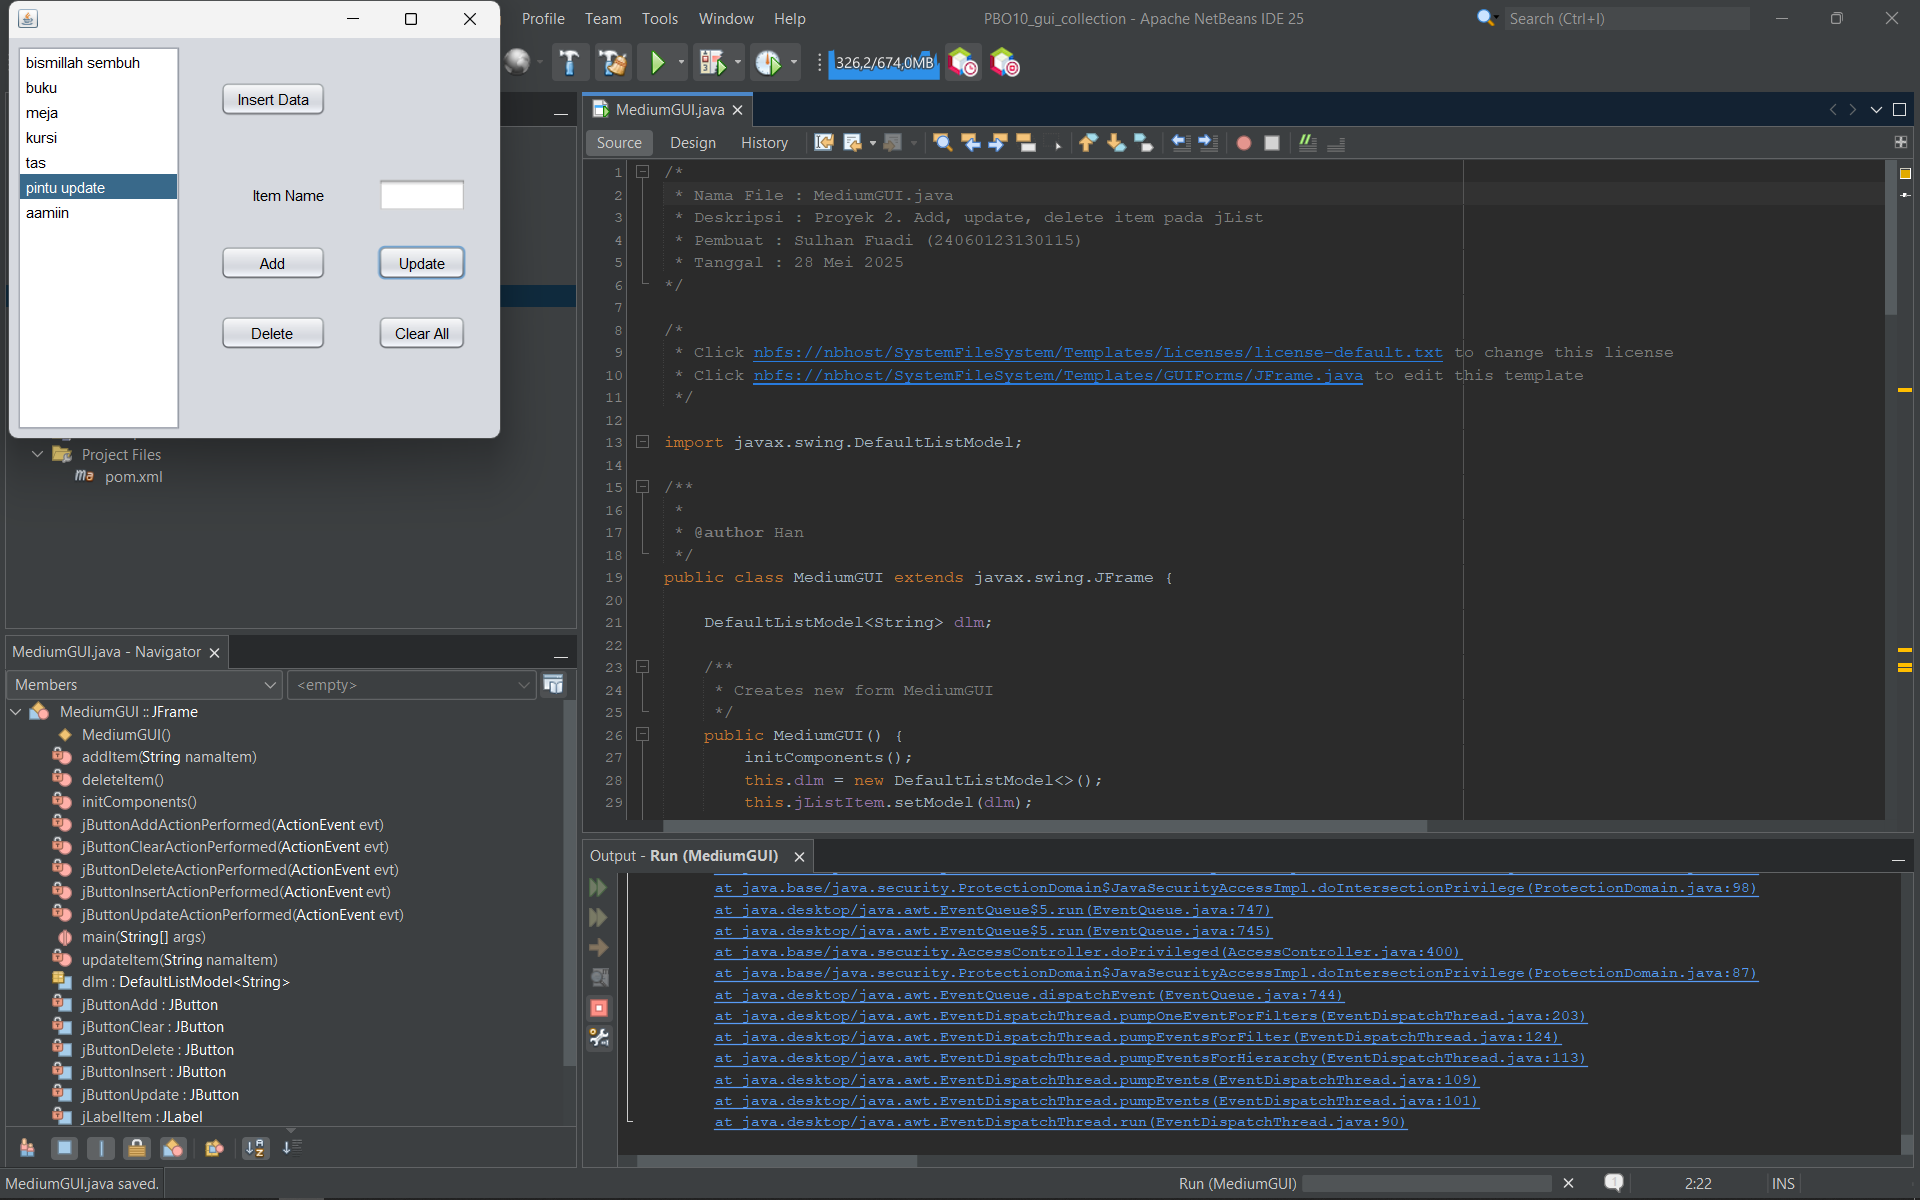 Profile Team Tools Window Help
PBO10_gui_collection - Apache NetBeans IDE 25
Search (Ctrl+I)
326,2/674,0MB
bismillah sembuh
buku
meja
kursi
tas
pintu update
aamiin
Insert Data
Item Name
Add
Update
Delete
Clear All
Project Files
pom.xml
MediumGUI.java
Source Design History
1 /*
2 * Nama File : MediumGUI.java
3 * Deskripsi : Proyek 2. Add, update, delete item pada jList
4 * Pembuat : Sulhan Fuadi (24060123130115)
5 * Tanggal : 28 Mei 2025
6 */
7
8 /*
9 * Click nbfs://nbhost/SystemFileSystem/Templates/Licenses/license-default.txt to change this license
10 * Click nbfs://nbhost/SystemFileSystem/Templates/GUIForms/JFrame.java to edit this template
11 */
12
13 import javax.swing.DefaultListModel;
14
15 /**
16 *
17 * @author Han
18 */
19 public class MediumGUI extends javax.swing.JFrame {
20
21 DefaultListModel<String> dlm;
22
23 /**
24 * Creates new form MediumGUI
25 */
26 public MediumGUI() {
27 initComponents();
28 this.dlm = new DefaultListModel<>();
29 this.jListItem.setModel(dlm);
MediumGUI.java - Navigator
Members
<empty>
MediumGUI :: JFrame
MediumGUI()
addItem(String namaItem)
deleteItem()
initComponents()
jButtonAddActionPerformed(ActionEvent evt)
jButtonClearActionPerformed(ActionEvent evt)
jButtonDeleteActionPerformed(ActionEvent evt)
jButtonInsertActionPerformed(ActionEvent evt)
jButtonUpdateActionPerformed(ActionEvent evt)
main(String[] args)
updateItem(String namaItem)
dlm : DefaultListModel<String>
jButtonAdd : JButton
jButtonClear : JButton
jButtonDelete : JButton
jButtonInsert : JButton
jButtonUpdate : JButton
jLabelItem : JLabel
Output - Run (MediumGUI)
at java.base/java.security.ProtectionDomain$JavaSecurityAccessImpl.doIntersectionPrivilege(ProtectionDomain.java:98)
at java.desktop/java.awt.EventQueue$5.run(EventQueue.java:747)
at java.desktop/java.awt.EventQueue$5.run(EventQueue.java:745)
at java.base/java.security.AccessController.doPrivileged(AccessController.java:400)
at java.base/java.security.ProtectionDomain$JavaSecurityAccessImpl.doIntersectionPrivilege(ProtectionDomain.java:87)
at java.desktop/java.awt.EventQueue.dispatchEvent(EventQueue.java:744)
at java.desktop/java.awt.EventDispatchThread.pumpOneEventForFilters(EventDispatchThread.java:203)
at java.desktop/java.awt.EventDispatchThread.pumpEventsForFilter(EventDispatchThread.java:124)
at java.desktop/java.awt.EventDispatchThread.pumpEventsForHierarchy(EventDispatchThread.java:113)
at java.desktop/java.awt.EventDispatchThread.pumpEvents(EventDispatchThread.java:109)
at java.desktop/java.awt.EventDispatchThread.pumpEvents(EventDispatchThread.java:101)
at java.desktop/java.awt.EventDispatchThread.run(EventDispatchThread.java:90)
MediumGUI.java saved.
Run (MediumGUI)
2:22
INS